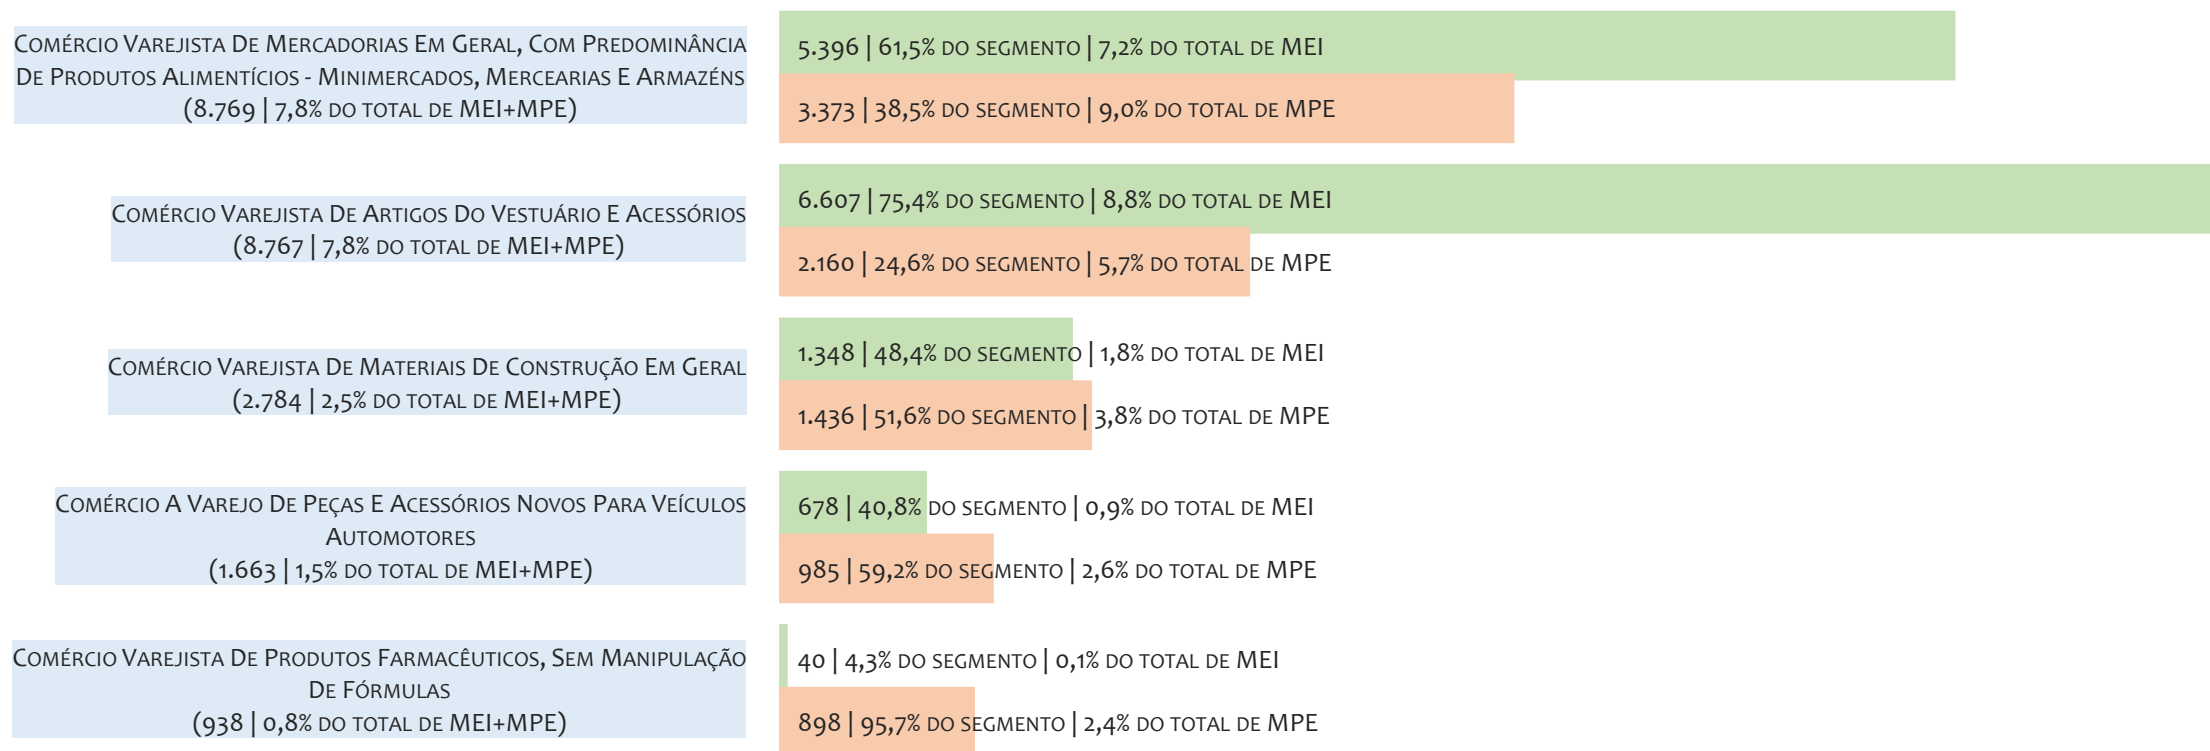 Comércio Varejista De Mercadorias Em Geral, Com Predominância
De Produtos Alimentícios - Minimercados, Mercearias E Armazéns
(8.769 | 7,8% do total de MEI+MPE)
5.396 | 61,5% do segmento | 7,2% do total de MEI
3.373 | 38,5% do segmento | 9,0% do total de MPE
Comércio Varejista De Artigos Do Vestuário E Acessórios
(8.767 | 7,8% do total de MEI+MPE)
6.607 | 75,4% do segmento | 8,8% do total de MEI
2.160 | 24,6% do segmento | 5,7% do total de MPE
Comércio Varejista De Materiais De Construção Em Geral
(2.784 | 2,5% do total de MEI+MPE)
1.348 | 48,4% do segmento | 1,8% do total de MEI
1.436 | 51,6% do segmento | 3,8% do total de MPE
Comércio A Varejo De Peças E Acessórios Novos Para Veículos
Automotores
(1.663 | 1,5% do total de MEI+MPE)
678 | 40,8% do segmento | 0,9% do total de MEI
985 | 59,2% do segmento | 2,6% do total de MPE
Comércio Varejista De Produtos Farmacêuticos, Sem Manipulação
De Fórmulas
(938 | 0,8% do total de MEI+MPE)
40 | 4,3% do segmento | 0,1% do total de MEI
898 | 95,7% do segmento | 2,4% do total de MPE